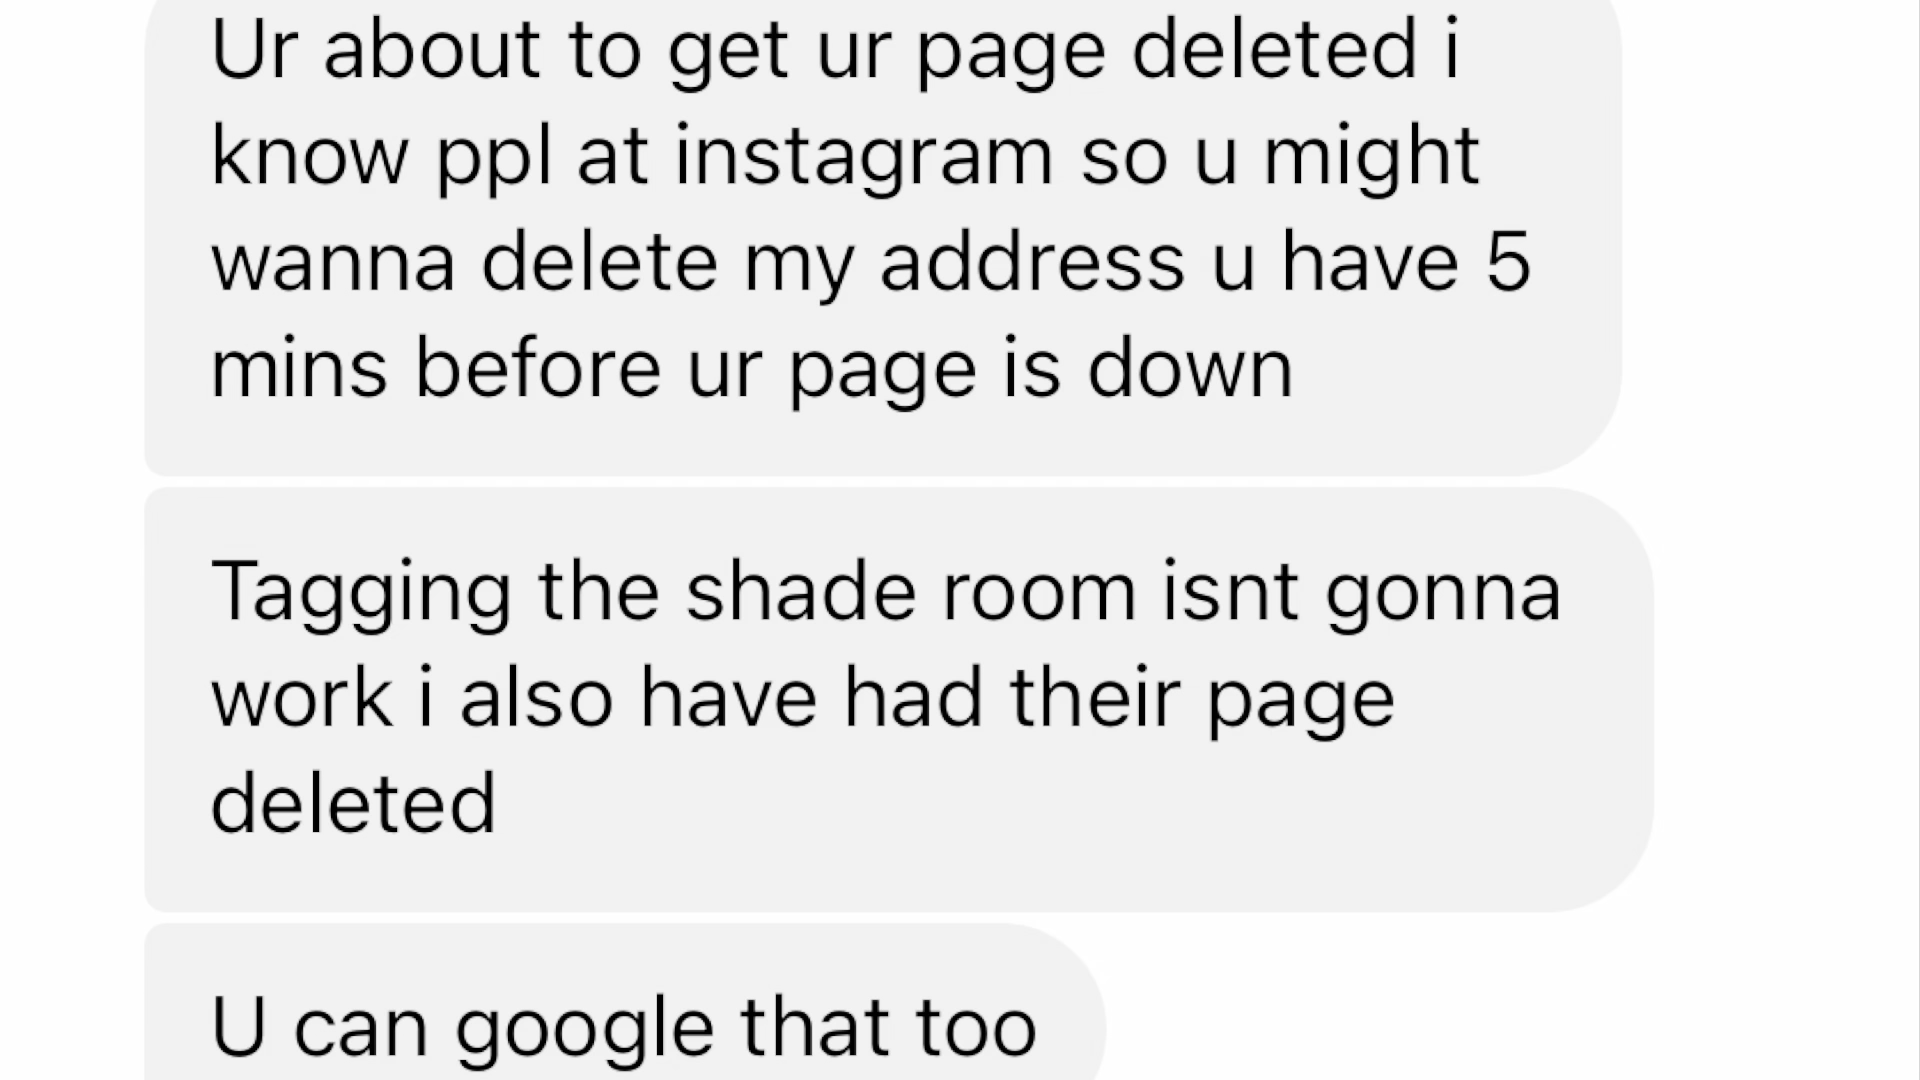 Ur about to get ur page deleted i
know ppl at instagram so u might
wanna delete my address u have 5
mins before ur page is down
Tagging the shade room isnt gonna
work i also have had their page
deleted
U can google that too